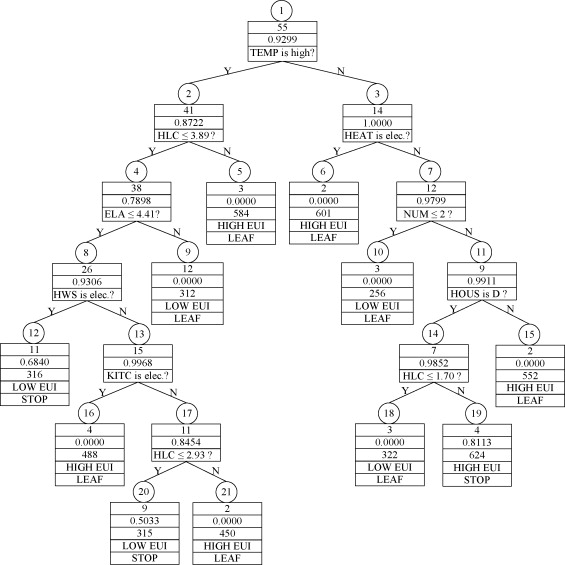 1
55
0.9299
TEMP is high?
Y N
2 3
41 14
0.8722 1.0000
HLC ≤ 3.89 ? HEAT is elec.?
Y N Y N
4 5 6 7
38 3 2 12
0.7898 0.0000 0.0000 0.9799
ELA ≤ 4.41? 584 601 NUM ≤ 2 ?
HIGH EUI HIGH EUI
LEAF LEAF
Y N Y N
8 9 10 11
26 12 3 9
0.9306 0.0000 0.0000 0.9911
HWS is elec.? 312 256 HOUS is D ?
LOW EUI LOW EUI
LEAF LEAF
Y N Y N
12 13 14 15
11 15 7 2
0.6840 0.9968 0.9852 0.0000
316 KITC is elec.? HLC ≤ 1.70 ? 552
LOW EUI HIGH EUI
STOP LEAF
Y N Y N
16 17 18 19
4 11 3 4
0.0000 0.8454 0.0000 0.8113
488 HLC ≤ 2.93 ? 322 624
HIGH EUI LOW EUI HIGH EUI
LEAF LEAF STOP
Y N
20 21
9 2
0.5033 0.0000
315 450
LOW EUI HIGH EUI
STOP LEAF